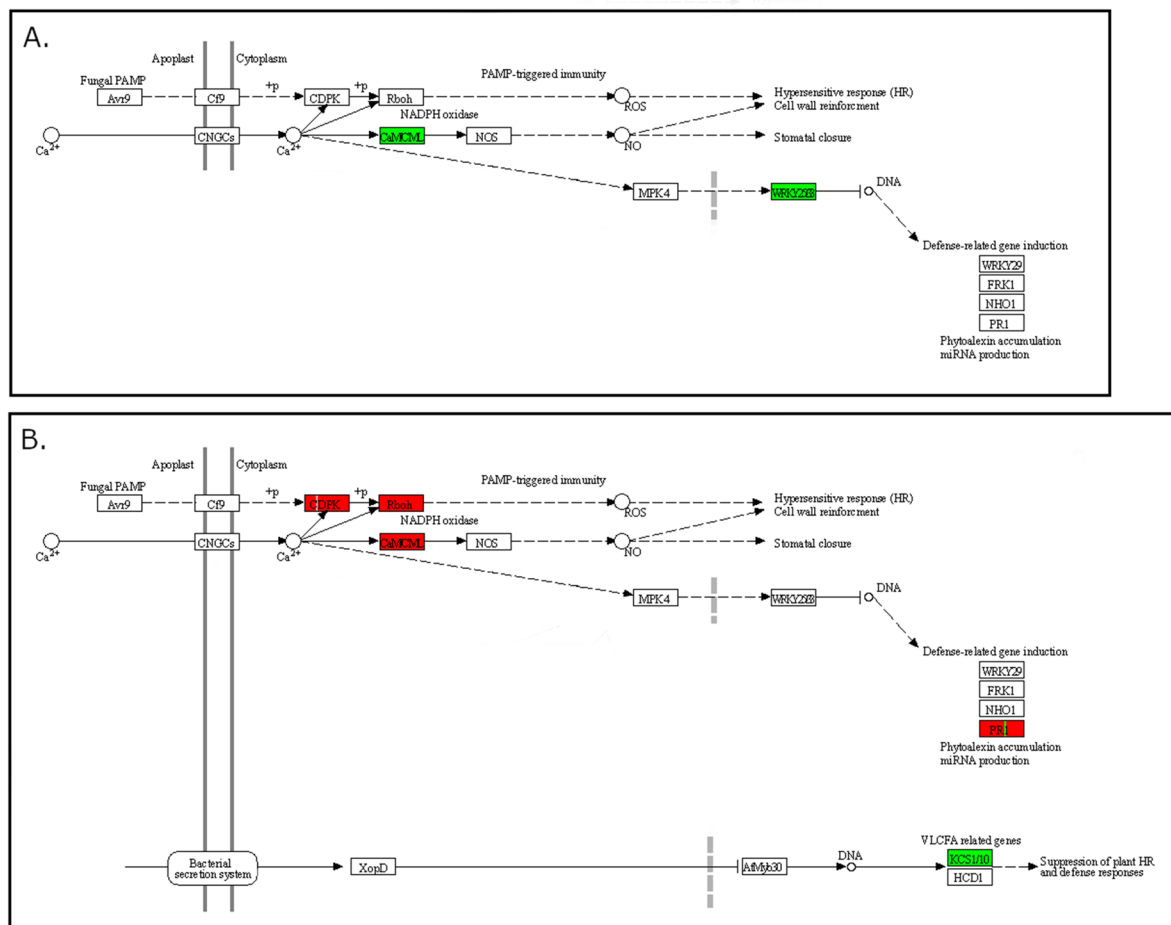 A.
Apoplast
Cytoplasm
Fungal PAMP
PAMP-triggered immunity
+p
+p
Avr9
Cf9
CDPK
Rboh
ROS
Hypersensitive response (HR)
Cell wall reinforcment
NADPH oxidase
Ca2+
CNGCs
Ca2+
CaMCML
NOS
NO
Stomatal closure
MPK4
DNA
Defense-related gene induction
WRKY29
FRK1
NHO1
PR1
Phytoalexin accumulation
miRNA production
B.
Apoplast
Cytoplasm
Fungal PAMP
PAMP-triggered immunity
+p
+p
Avr9
Cf9
CDPK
Rboh
ROS
Hypersensitive response (HR)
Cell wall reinforcment
NADPH oxidase
Ca2+
CNGCs
Ca2+
CaMCML
NOS
NO
Stomatal closure
MPK4
DNA
Defense-related gene induction
WRKY29
FRK1
NHO1
PR1
Phytoalexin accumulation
miRNA production
Bacterial
secretion system
XopD
AtMyb30
DNA
VLCFA related genes
KCS1/10
HCD1
Suppression of plant HR
and defense responses